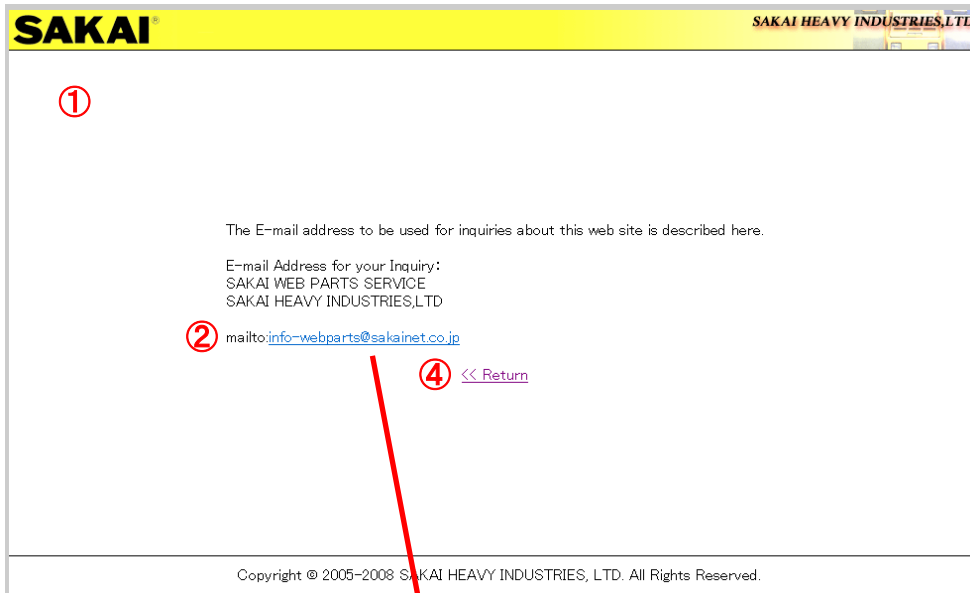 SAKAI®
SAKAI HEAVY INDUSTRIES,LTD
①
The E-mail address to be used for inquiries about this web site is described here.
E-mail Address for your Inquiry:
SAKAI WEB PARTS SERVICE
SAKAI HEAVY INDUSTRIES,LTD
② mailto:info-webparts@sakainet.co.jp
④ << Return
Copyright © 2005-2008 SAKAI HEAVY INDUSTRIES, LTD. All Rights Reserved.